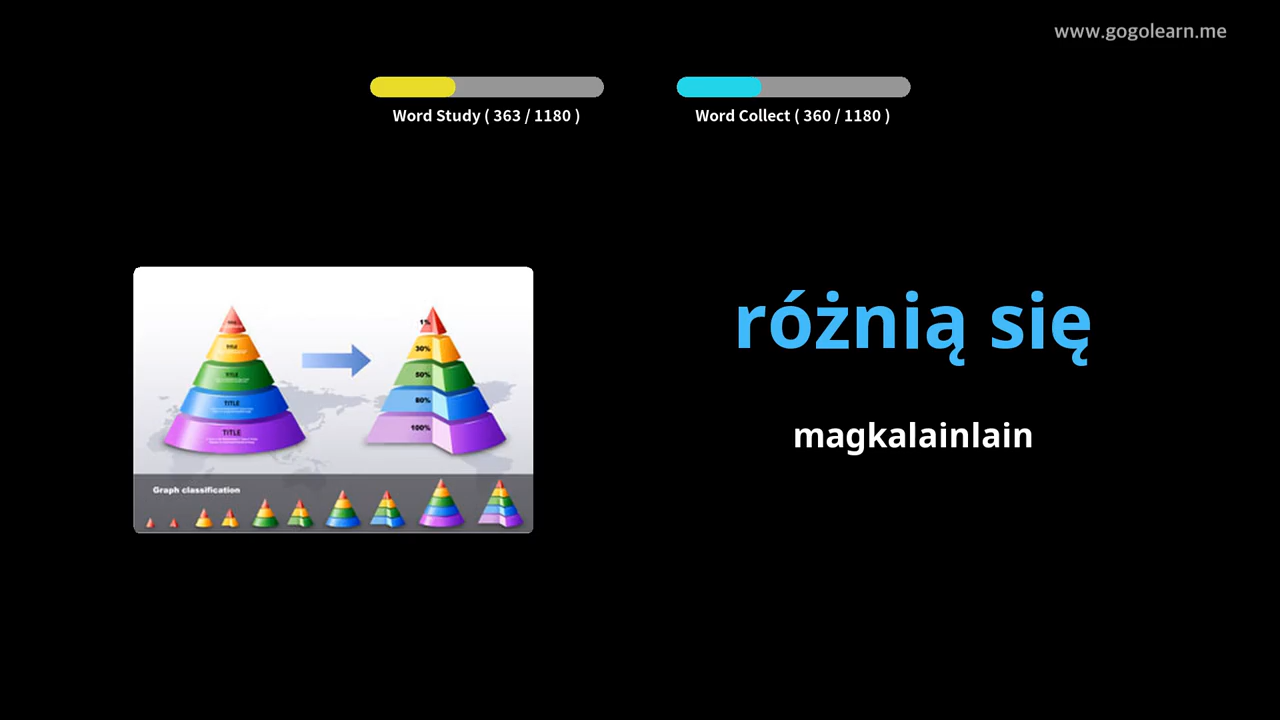 www.gogolearn.me
Word Study ( 363 / 1180 )
Word Collect ( 360 / 1180 )
różnią się
magkalainlain
TITLE
TITLE
TITLE
TITLE
1%
30%
50%
80%
100%
Graph classification